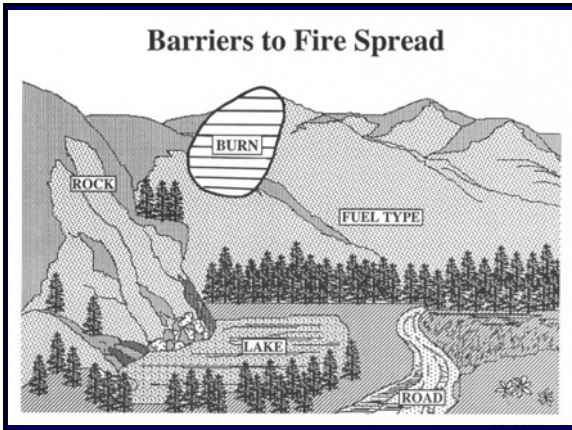 Barriers to Fire Spread
BURN
ROCK
FUEL TYPE
LAKE
ROAD